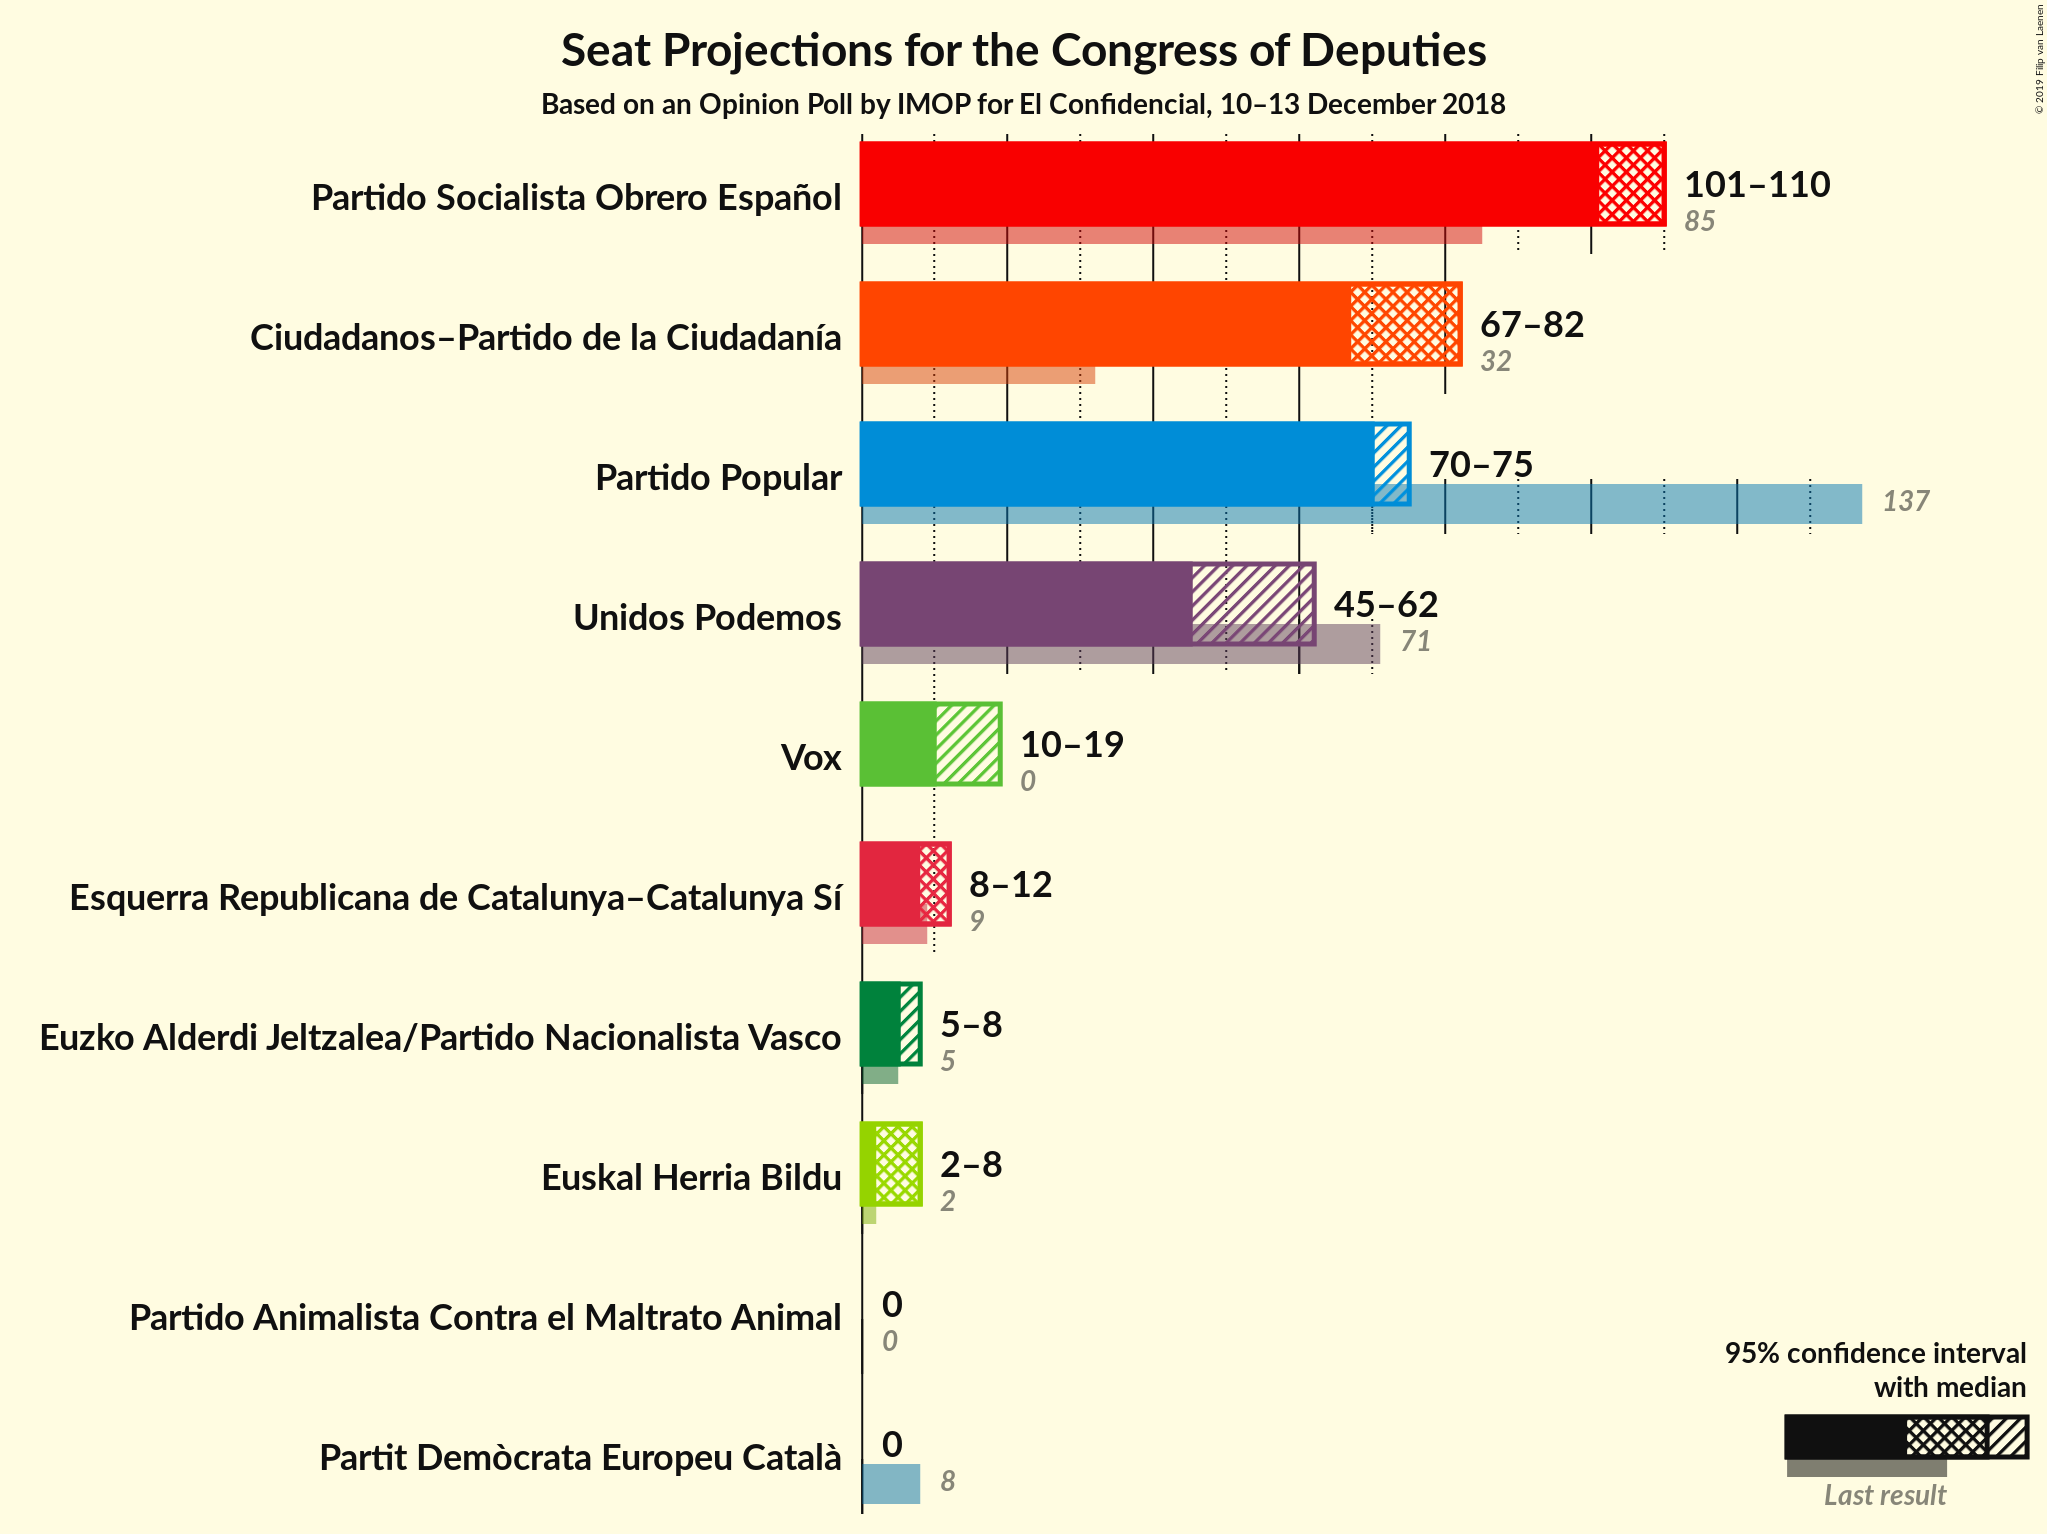 Seat Projections for the Congress of Deputies
Based on an Opinion Poll by IMOP for El Confidencial, 10–13 December 2018
© 2019 Filip van Laenen
Partido Socialista Obrero Español
101–110
85
Ciudadanos–Partido de la Ciudadanía
67–82
32
Partido Popular
70–75
137
Unidos Podemos
45–62
71
Vox
10–19
0
Esquerra Republicana de Catalunya–Catalunya Sí
8–12
9
Euzko Alderdi Jeltzalea/Partido Nacionalista Vasco
5–8
5
Euskal Herria Bildu
2–8
2
Partido Animalista Contra el Maltrato Animal
0
0
Partit Demòcrata Europeu Català
0
8
95% confidence interval
with median
Last result